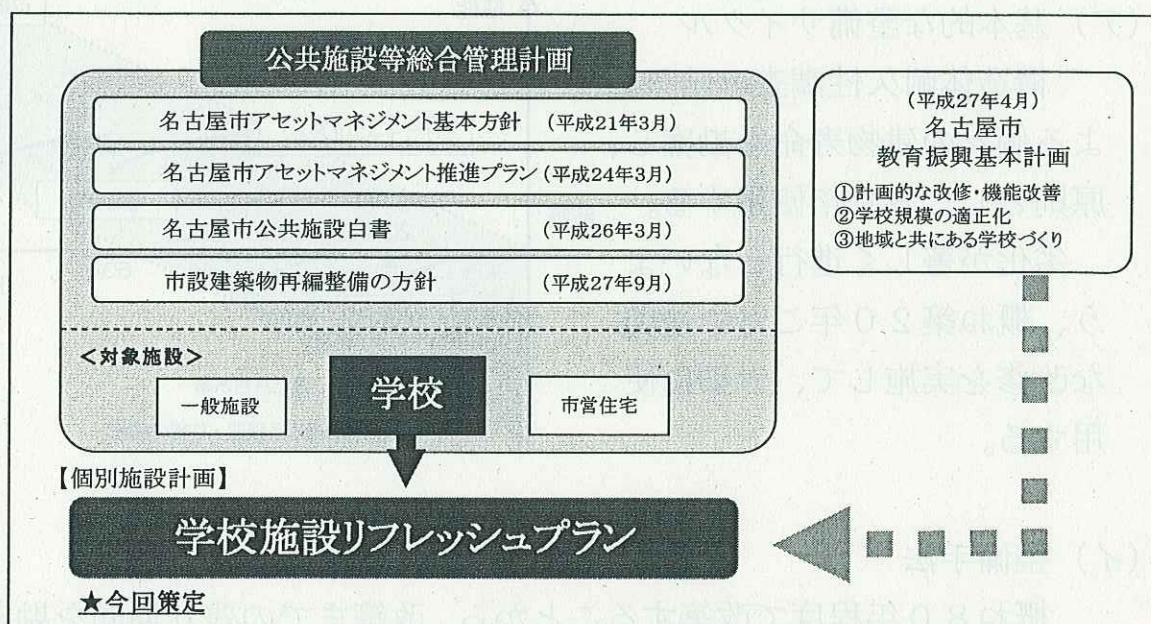 公共施設等総合管理計画
名古屋市アセットマネジメント基本方針 (平成21年3月)
名古屋市アセットマネジメント推進プラン (平成24年3月)
名古屋市公共施設白書 (平成26年3月)
市設建築物再編整備の方針 (平成27年9月)
<対象施設>
一般施設
学校
市営住宅
(平成27年4月)
名古屋市
教育振興基本計画
①計画的な改修・機能改善
②学校規模の適正化
③地域と共にある学校づくり
【個別施設計画】
学校施設リフレッシュプラン
★今回策定